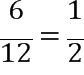 6/12 = 1/2